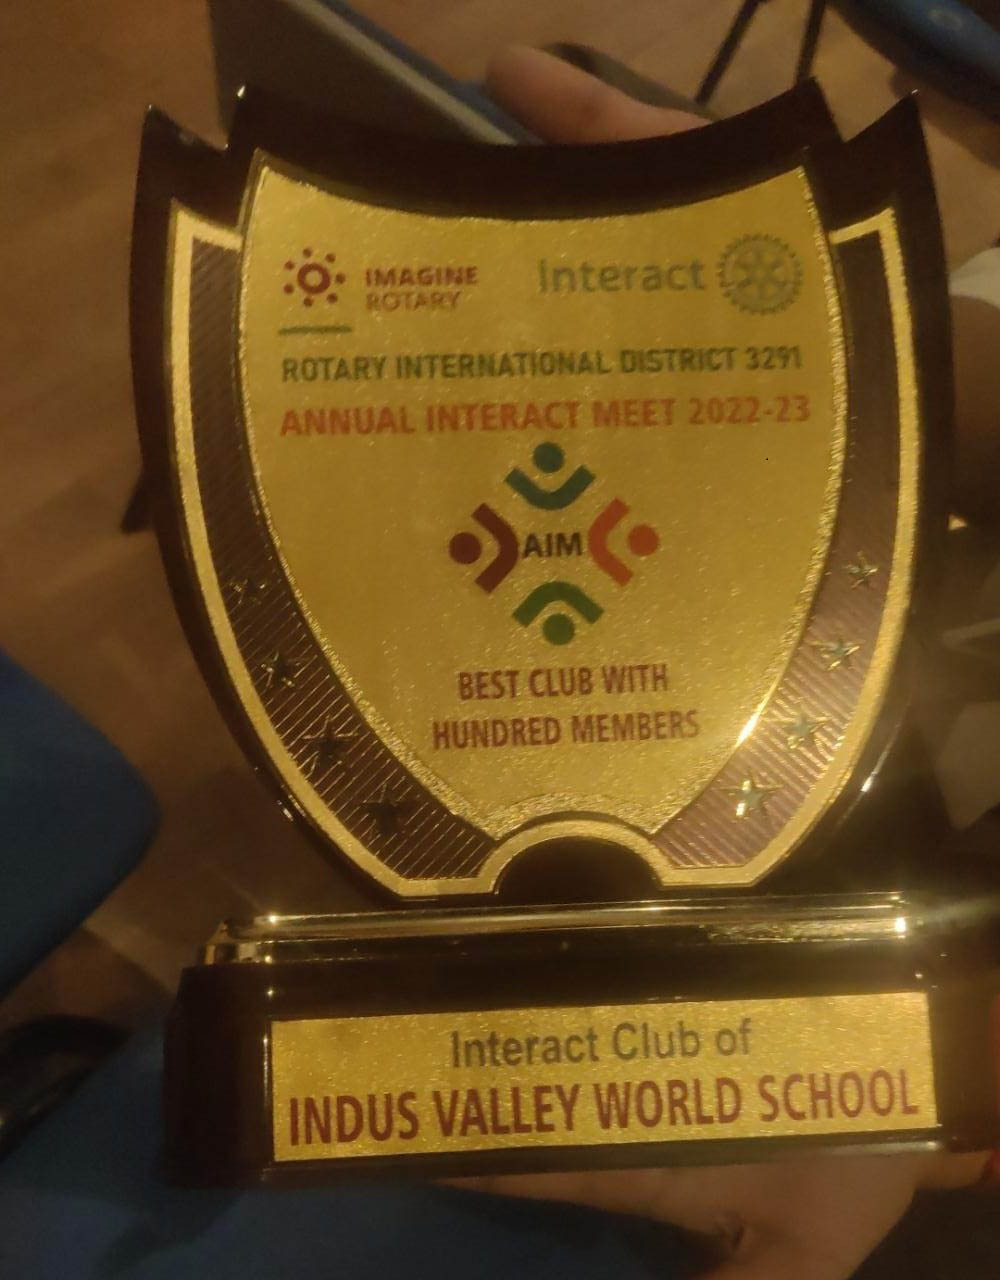 IMAGINE
ROTARY
Interact
ROTARY INTERNATIONAL DISTRICT 3291
ANNUAL INTERACT MEET 2022-23
AIM
BEST CLUB WITH
HUNDRED MEMBERS
Interact Club of
INDUS VALLEY WORLD SCHOOL